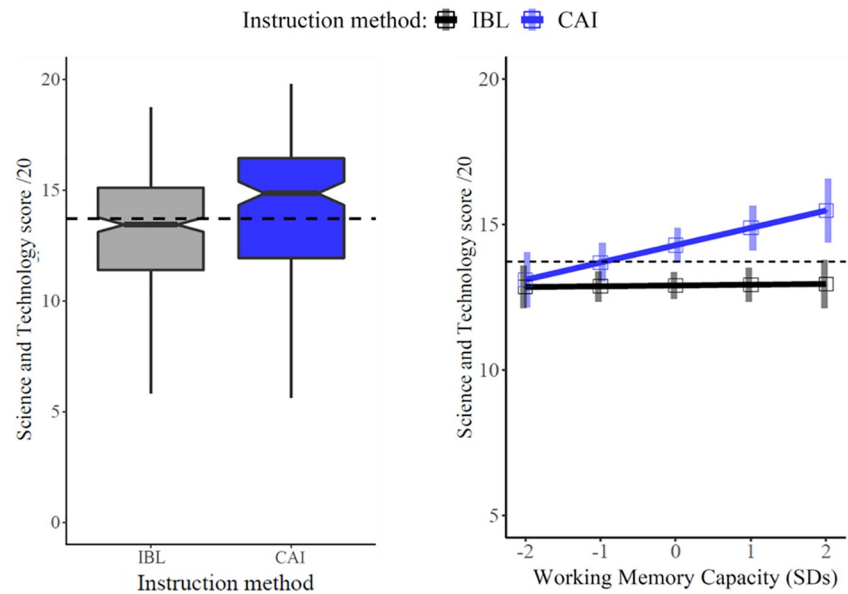 Instruction method: IBL CAI
Science and Technology score /20
20
15
10
5
0
IBL CAI
Instruction method
Science and Technology score /20
20
15
10
5
-2 -1 0 1 2
Working Memory Capacity (SDs)